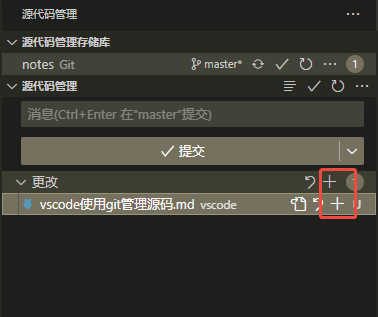 源代码管理
源代码管理存储库
notes Git master* 1
源代码管理
消息(Ctrl+Enter 在"master"提交)
提交
更改
vscode使用git管理源码.md vscode U